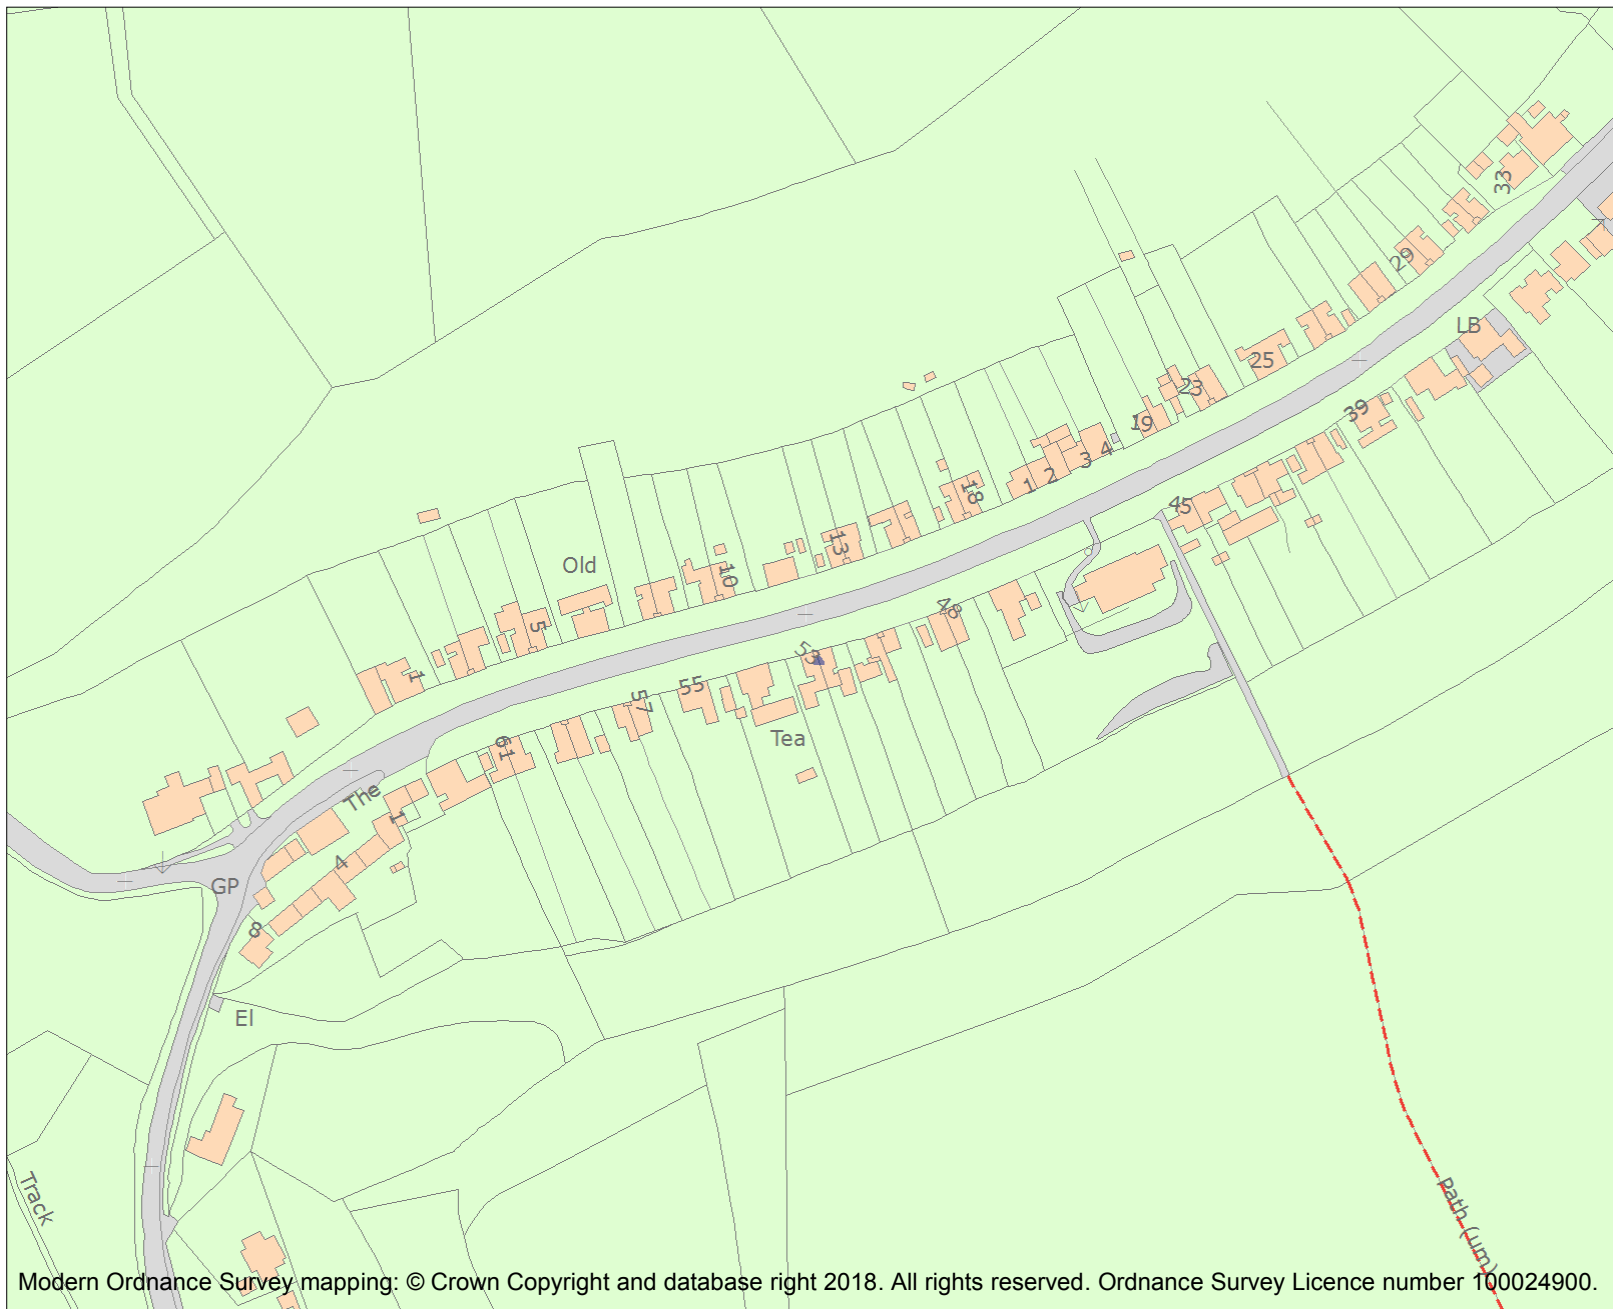 33
29
LB
25
23
19
39
4
3
2
1
18
45
13
10
Old
48
5
53
55
57
1
Tea
61
The
1
4
GP
8
El
Track
Path (um)
Modern Ordnance Survey mapping: © Crown Copyright and database right 2018. All rights reserved. Ordnance Survey Licence number 100024900.